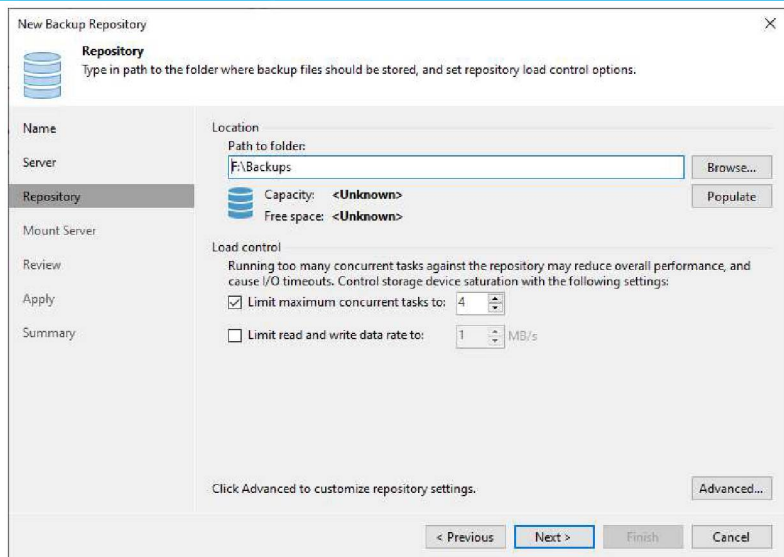 New Backup Repository
Repository
Type in path to the folder where backup files should be stored, and set repository load control options.
Name
Server
Repository
Mount Server
Review
Apply
Summary
Location
Path to folder:
F:\Backups
Browse...
Capacity: <Unknown>
Free space: <Unknown>
Populate
Load control
Running too many concurrent tasks against the repository may reduce overall performance, and
cause I/O timeouts. Control storage device saturation with the following settings:
Limit maximum concurrent tasks to: 4
Limit read and write data rate to: 1 MB/s
Click Advanced to customize repository settings.
Advanced...
< Previous
Next >
Finish
Cancel